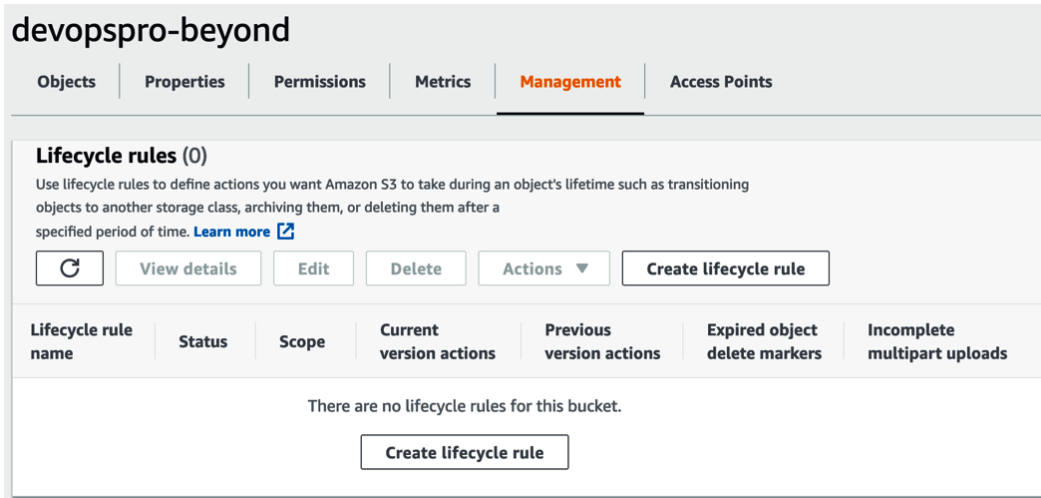 devopspro-beyond
Objects
Properties
Permissions
Metrics
Management
Access Points
Lifecycle rules (0)
Use lifecycle rules to define actions you want Amazon S3 to take during an object's lifetime such as transitioning
objects to another storage class, archiving them, or deleting them after a
specified period of time. Learn more
View details
Edit
Delete
Actions
Create lifecycle rule
Lifecycle rule
name
Status
Scope
Current
version actions
Previous
version actions
Expired object
delete markers
Incomplete
multipart uploads
There are no lifecycle rules for this bucket.
Create lifecycle rule